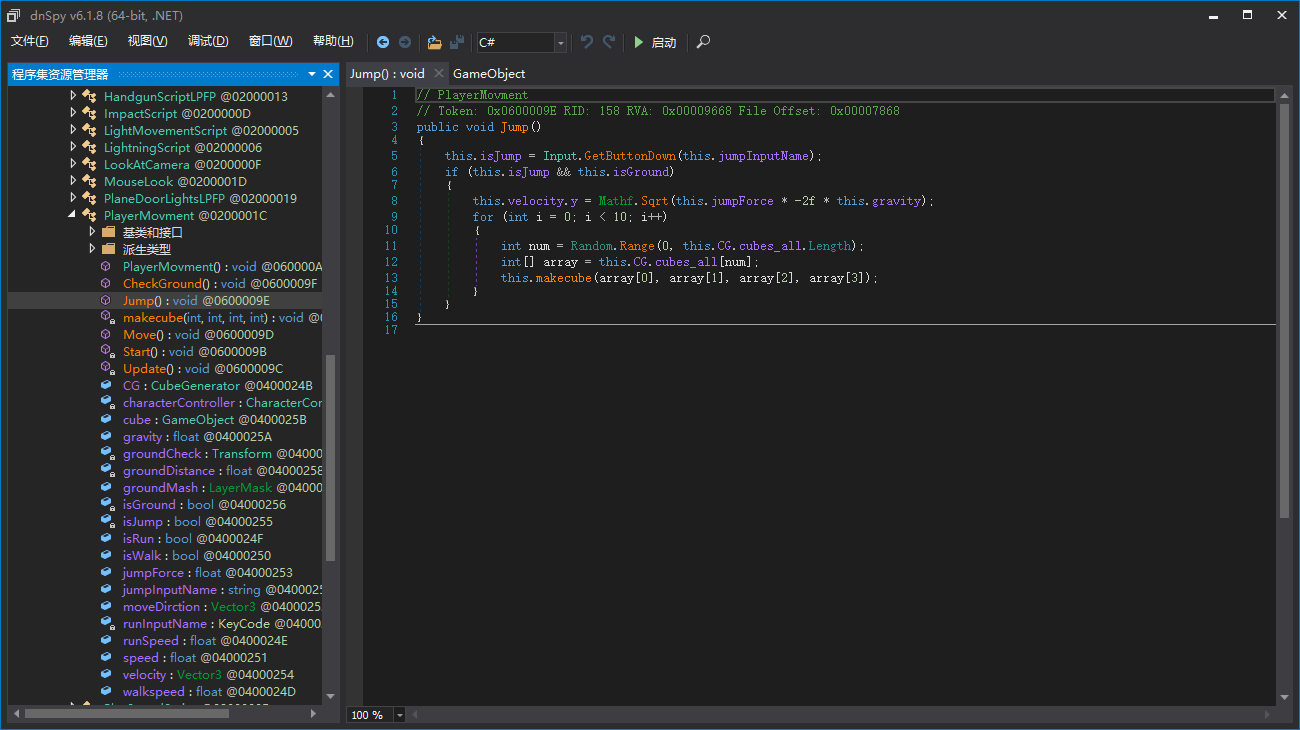 dnSpy v6.1.8 (64-bit, .NET)
文件(F) 编辑(E) 视图(V) 调试(D) 窗口(W) 帮助(H) C# 启动
程序集资源管理器
HandgunScriptLPFP @02000013
ImpactScript @0200000D
LightMovementScript @02000005
LightningScript @02000006
LookAtCamera @0200000F
MouseLook @0200001D
PlaneDoorLightsLPFP @02000019
PlayerMovment @0200001C
基类和接口
派生类型
PlayerMovment() : void @060000A
CheckGround() : void @0600009F
Jump() : void @0600009E
makecube(int, int, int, int) : void @0
Move() : void @0600009D
Start() : void @0600009B
Update() : void @0600009C
CG : CubeGenerator @0400024B
characterController : CharacterCor
cube : GameObject @0400025B
gravity : float @0400025A
groundCheck : Transform @04000
groundDistance : float @04000258
groundMash : LayerMask @04000
isGround : bool @04000256
isJump : bool @04000255
isRun : bool @0400024F
isWalk : bool @04000250
jumpForce : float @04000253
jumpInputName : string @0400025
moveDirction : Vector3 @0400025
runInputName : KeyCode @04000
runSpeed : float @0400024E
speed : float @04000251
velocity : Vector3 @04000254
walkspeed : float @0400024D
Jump() : void GameObject
1 // PlayerMovment
2 // Token: 0x0600009E RID: 158 RVA: 0x00009668 File Offset: 0x00007868
3 public void Jump()
4 {
5 this.isJump = Input.GetButtonDown(this.jumpInputName);
6 if (this.isJump && this.isGround)
7 {
8 this.velocity.y = Mathf.Sqrt(this.jumpForce * -2f * this.gravity);
9 for (int i = 0; i < 10; i++)
10 {
11 int num = Random.Range(0, this.CG.cubes_all.Length);
12 int[] array = this.CG.cubes_all[num];
13 this.makecube(array[0], array[1], array[2], array[3]);
14 }
15 }
16 }
17
100 %